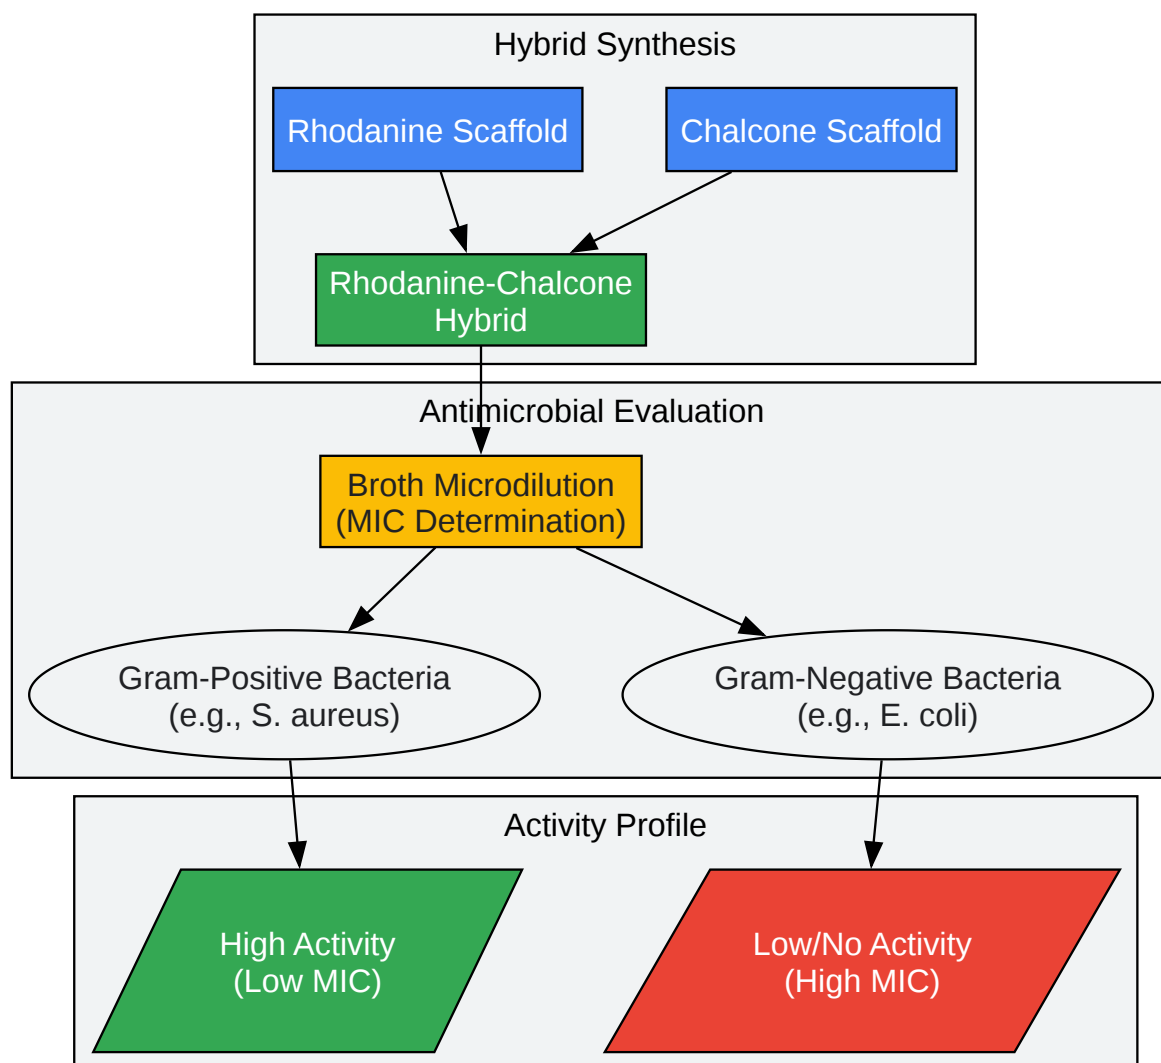 Hybrid Synthesis
Rhodanine Scaffold
Chalcone Scaffold
Rhodanine-Chalcone
Hybrid
Antimicrobial Evaluation
Broth Microdilution
(MIC Determination)
Gram-Positive Bacteria
(e.g., S. aureus)
Gram-Negative Bacteria
(e.g., E. coli)
Activity Profile
High Activity
(Low MIC)
Low/No Activity
(High MIC)